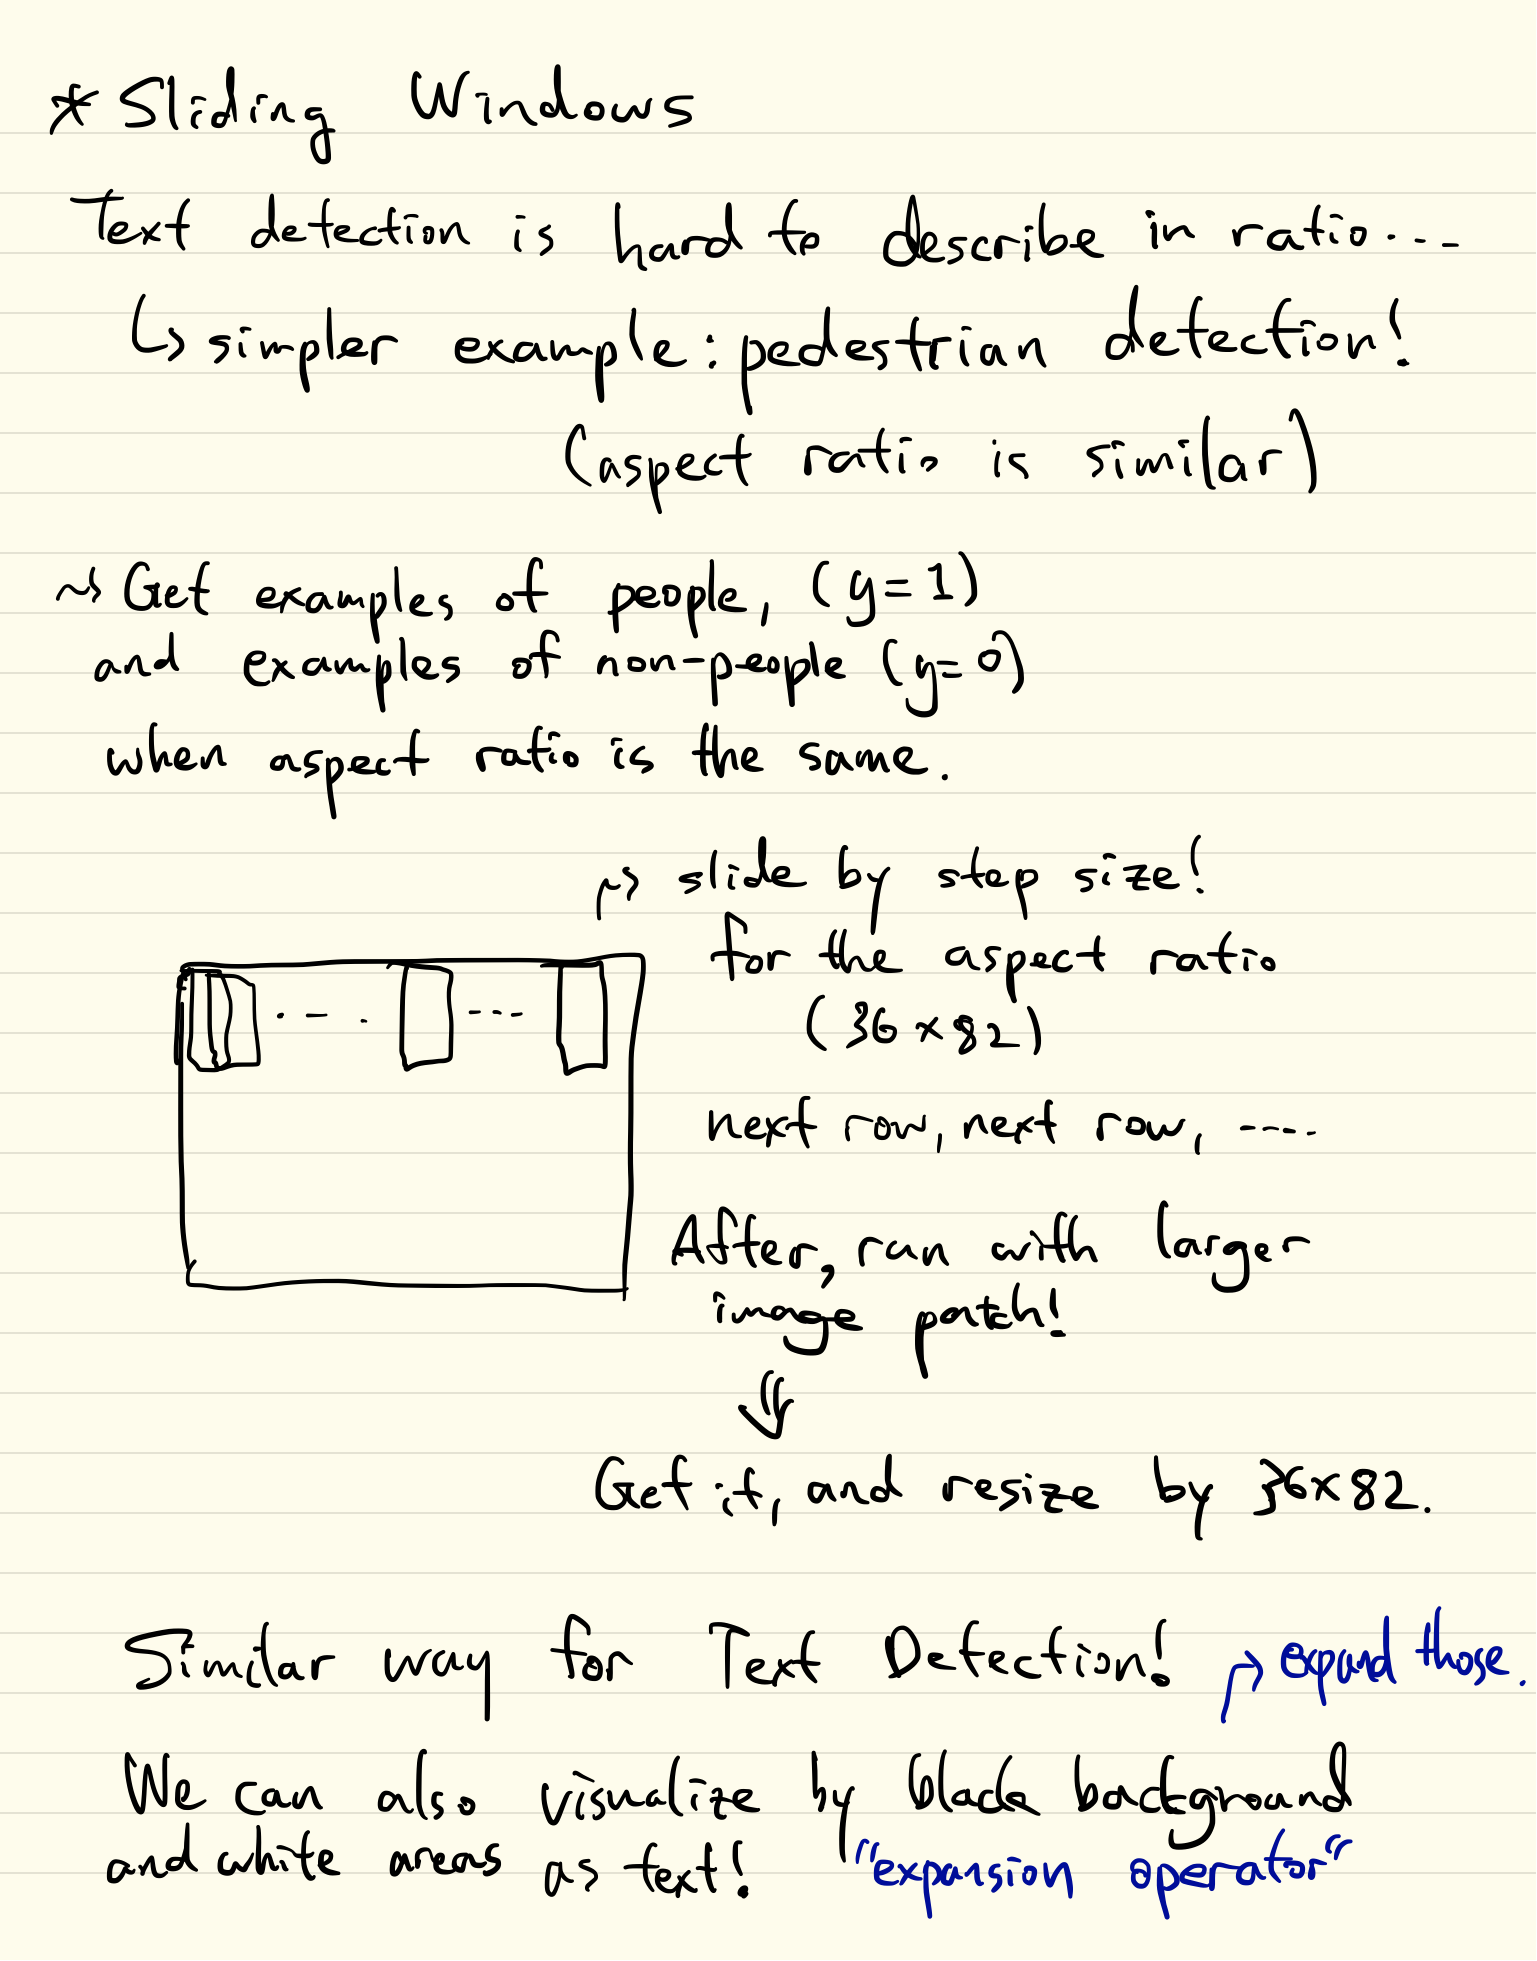 * Sliding Windows
Text detection is hard to describe in ratio...
↳ simpler example: pedestrian detection!
(aspect ratio is similar)
~> Get examples of people, (y=1)
and examples of non-people (y=0)
when aspect ratio is the same.
slide by step size!
for the aspect ratio
(36×82)
next row, next row, ....
After, run with larger
image patch!
⇓
Get it, and resize by 36×82.
Similar way for Text Detection! → expand those.
We can also visualize by black background
and white areas as text! "expansion operator"